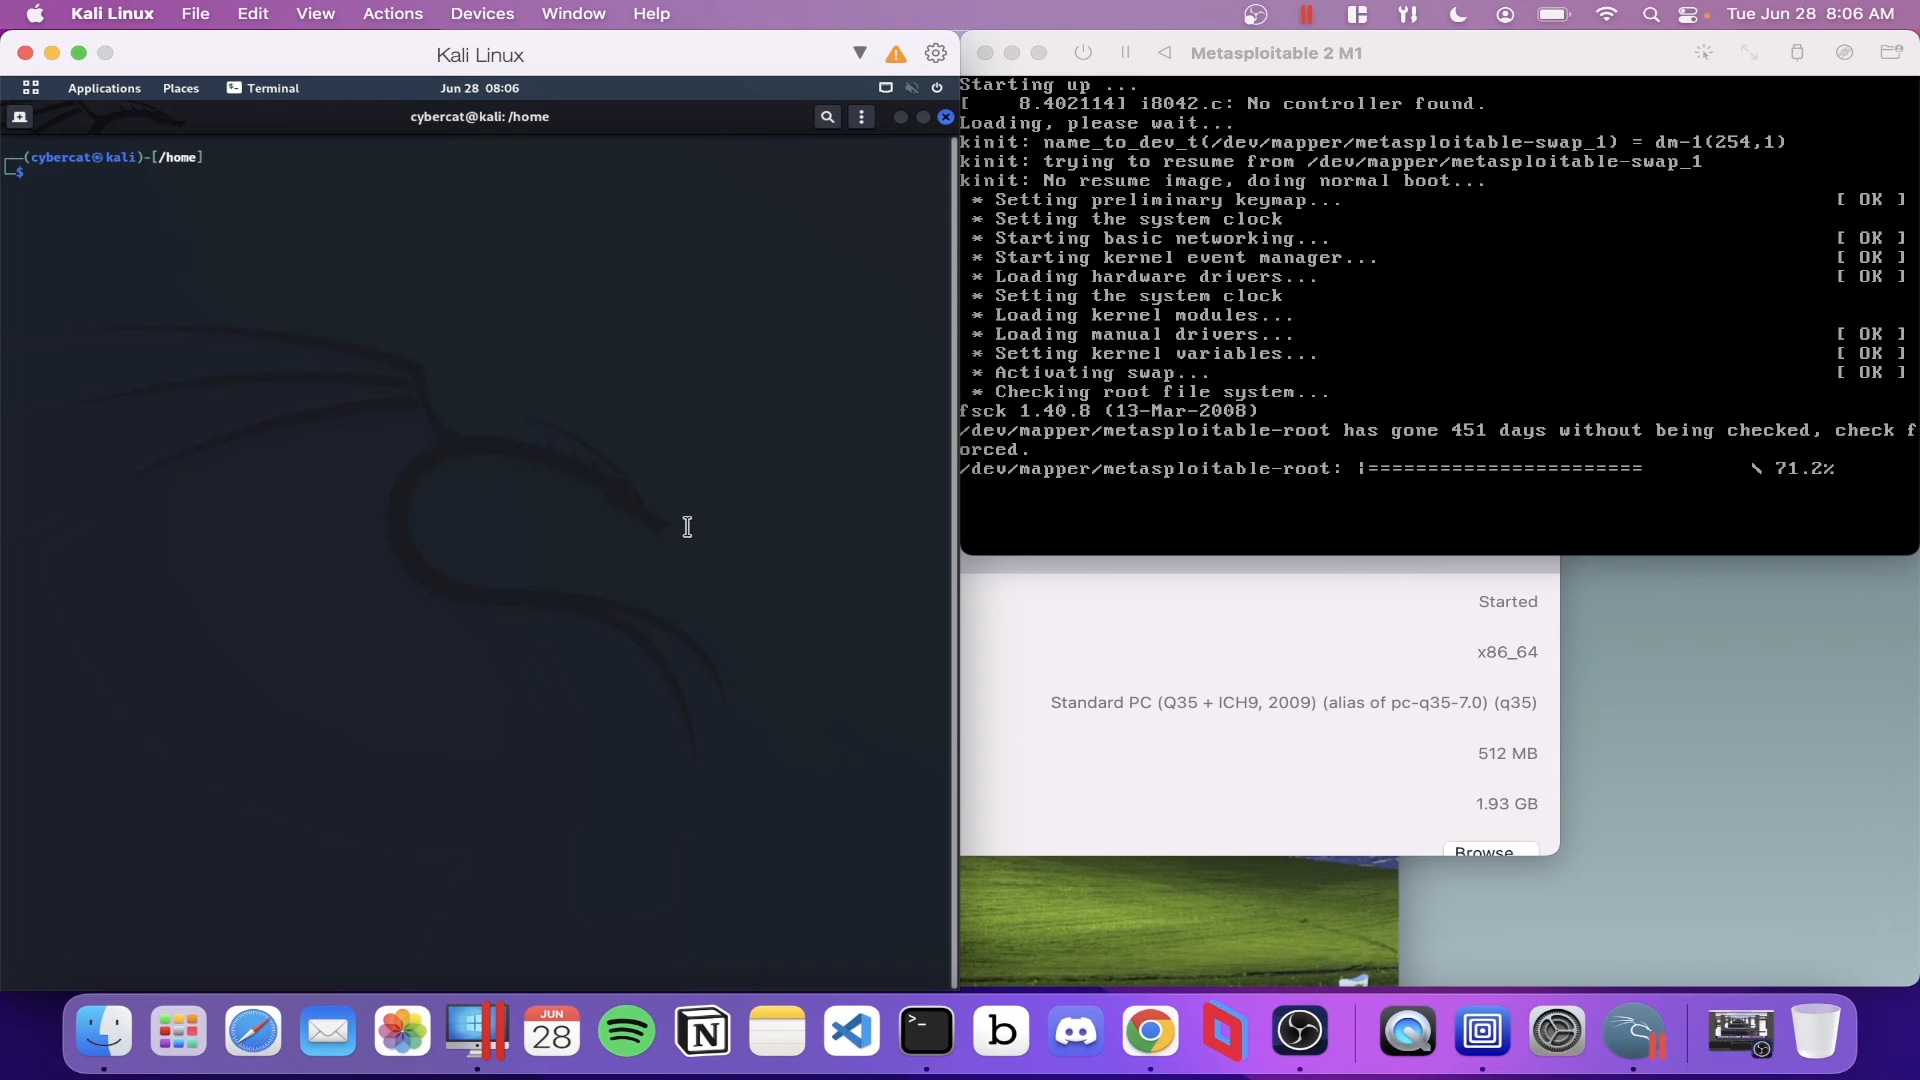 Kali Linux File Edit View Actions Devices Window Help Tue Jun 28 8:06 AM
Kali Linux
Applications Places Terminal Jun 28 08:06
cybercat@kali: /home
(cybercat㉿kali)-[/home]
$
Metasploitable 2 M1
Starting up ...
[ 8.402114] i8042.c: No controller found.
Loading, please wait...
kinit: name_to_dev_t(/dev/mapper/metasploitable-swap_1) = dm-1(254,1)
kinit: trying to resume from /dev/mapper/metasploitable-swap_1
kinit: No resume image, doing normal boot...
* Setting preliminary keymap... [ OK ]
* Setting the system clock
* Starting basic networking... [ OK ]
* Starting kernel event manager... [ OK ]
* Loading hardware drivers... [ OK ]
* Setting the system clock
* Loading kernel modules...
* Loading manual drivers... [ OK ]
* Setting kernel variables... [ OK ]
* Activating swap... [ OK ]
* Checking root file system...
fsck 1.40.8 (13-Mar-2008)
/dev/mapper/metasploitable-root has gone 451 days without being checked, check f
orced.
/dev/mapper/metasploitable-root: |======================= \ 71.2%
Started
x86_64
Standard PC (Q35 + ICH9, 2009) (alias of pc-q35-7.0) (q35)
512 MB
1.93 GB
Browse
JUN
28